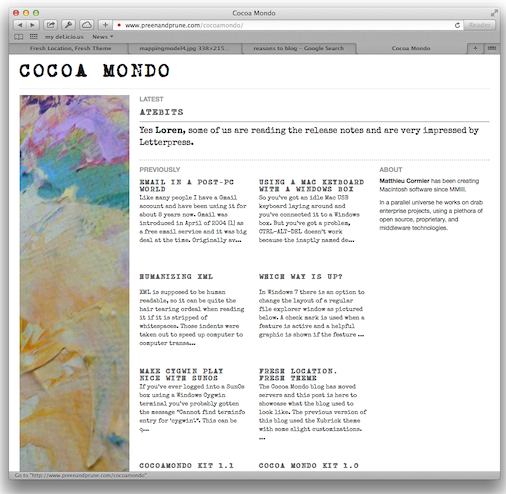 Cocoa Mondo
www.preenandprune.com/cocoamondo/
Reader
my del.icio.us
News
Fresh Location, Fresh Theme
mappingmodel4.jpg 338×215...
reasons to blog – Google Search
Cocoa Mondo
COCOA MONDO
LATEST
ATEBITS
Yes Loren, some of us are reading the release notes and are very impressed by
Letterpress.
PREVIOUSLY
EMAIL IN A POST-PC
WORLD
Like many people I have a Gmail
account and have been using it for
about 8 years now. Gmail was
introduced in April of 2004 (1) as
a free email service and it was big
deal at the time. Originally av...
USING A MAC KEYBOARD
WITH A WINDOWS BOX
So you've got an idle Mac USB
keyboard laying around and
you've connected it to a Windows
box. But you've got a problem,
CTRL-ALT-DEL doesn't work
because the inaptly named de...
ABOUT
Matthieu Cormier has been creating
Macintosh software since MMIII.
In a parallel universe he works on drab
enterprise projects, using a plethora of
open source, proprietary, and
middleware technologies.
HUMANIZING XML
XML is supposed to be human
readable, so it can be quite the
hair tearing ordeal when reading
it if it is stripped of
whitespaces. Those indents were
taken out to speed up computer to
computer transa...
WHICH WAY IS UP?
In Windows 7 there is an option to
change the layout of a regular
file explorer window as pictured
below. A check mark is used when a
feature is active and a helpful
graphic is shown if the feature ...
MAKE CYGWIN PLAY
NICE WITH SUNOS
If you've ever logged into a SunOs
box using a Windows Cygwin
terminal you've probably gotten
the message "Cannot find terminfo
entry for 'cygwin'". This can be
q...
FRESH LOCATION,
FRESH THEME
The Cocoa Mondo blog has moved
servers and this post is here to
showcase what the blog used to
look like. The previous version of
this blog used the Kubrick theme
with some slight customizations.
...
COCOAMONDO KIT 1.1
COCOA MONDO KIT 1.0
Go to "http://www.preenandprune.com/cocoamondo"